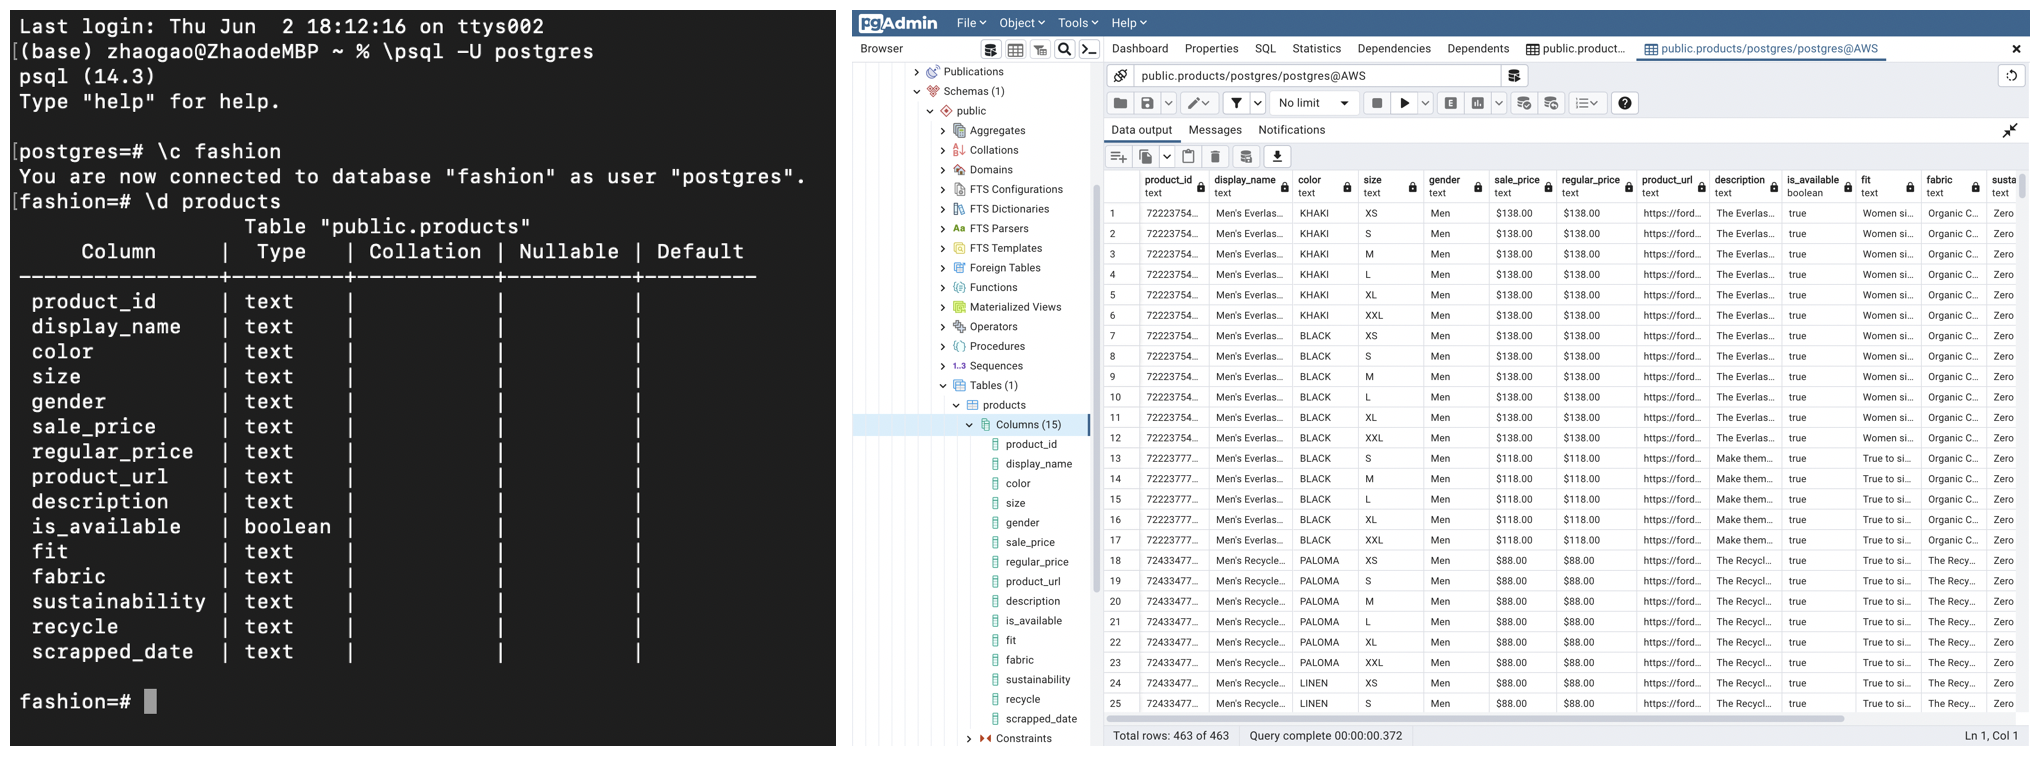 Last login: Thu Jun  2 18:12:16 on ttys002
[(base) zhaogao@ZhaodeMBP ~ % \psql -U postgres
psql (14.3)
Type "help" for help.
[postgres=# \c fashion
You are now connected to database "fashion" as user "postgres".
[fashion=# \d products
Table "public.products"
Column | Type | Collation | Nullable | Default
----------------+---------+-----------+----------+---------
product_id | text | | |
display_name | text | | |
color | text | | |
size | text | | |
gender | text | | |
sale_price | text | | |
regular_price | text | | |
product_url | text | | |
description | text | | |
is_available | boolean | | |
fit | text | | |
fabric | text | | |
sustainability | text | | |
recycle | text | | |
scrapped_date | text | | |
fashion=#
pgAdmin File Object Tools Help
Browser
Dashboard Properties SQL Statistics Dependencies Dependents public.product... public.products/postgres/postgres@AWS
Publications
Schemas (1)
public
Aggregates
Collations
Domains
FTS Configurations
FTS Dictionaries
Aa FTS Parsers
FTS Templates
Foreign Tables
Functions
Materialized Views
Operators
Procedures
1..3 Sequences
Tables (1)
products
Columns (15)
product_id
display_name
color
size
gender
sale_price
regular_price
product_url
description
is_available
fit
fabric
sustainability
recycle
scrapped_date
Constraints
public.products/postgres/postgres@AWS
No limit E
Data output Messages Notifications
product_id display_name color size gender sale_price regular_price product_url description is_available fit fabric susta
text text text text text text text text text boolean text text text
1 72223754... Men's Everlas... KHAKI XS Men $138.00 $138.00 https://ford... The Everlas... true Women si... Organic C... Zero
2 72223754... Men's Everlas... KHAKI S Men $138.00 $138.00 https://ford... The Everlas... true Women si... Organic C... Zero
3 72223754... Men's Everlas... KHAKI M Men $138.00 $138.00 https://ford... The Everlas... true Women si... Organic C... Zero
4 72223754... Men's Everlas... KHAKI L Men $138.00 $138.00 https://ford... The Everlas... true Women si... Organic C... Zero
5 72223754... Men's Everlas... KHAKI XL Men $138.00 $138.00 https://ford... The Everlas... true Women si... Organic C... Zero
6 72223754... Men's Everlas... KHAKI XXL Men $138.00 $138.00 https://ford... The Everlas... true Women si... Organic C... Zero
7 72223754... Men's Everlas... BLACK XS Men $138.00 $138.00 https://ford... The Everlas... true Women si... Organic C... Zero
8 72223754... Men's Everlas... BLACK S Men $138.00 $138.00 https://ford... The Everlas... true Women si... Organic C... Zero
9 72223754... Men's Everlas... BLACK M Men $138.00 $138.00 https://ford... The Everlas... true Women si... Organic C... Zero
10 72223754... Men's Everlas... BLACK L Men $138.00 $138.00 https://ford... The Everlas... true Women si... Organic C... Zero
11 72223754... Men's Everlas... BLACK XL Men $138.00 $138.00 https://ford... The Everlas... true Women si... Organic C... Zero
12 72223754... Men's Everlas... BLACK XXL Men $138.00 $138.00 https://ford... The Everlas... true Women si... Organic C... Zero
13 72223777... Men's Everlas... BLACK S Men $118.00 $118.00 https://ford... Make them... true True to si... Organic C... Zero
14 72223777... Men's Everlas... BLACK M Men $118.00 $118.00 https://ford... Make them... true True to si... Organic C... Zero
15 72223777... Men's Everlas... BLACK L Men $118.00 $118.00 https://ford... Make them... true True to si... Organic C... Zero
16 72223777... Men's Everlas... BLACK XL Men $118.00 $118.00 https://ford... Make them... true True to si... Organic C... Zero
17 72223777... Men's Everlas... BLACK XXL Men $118.00 $118.00 https://ford... Make them... true True to si... Organic C... Zero
18 72433477... Men's Recycle... PALOMA XS Men $88.00 $88.00 https://ford... The Recycl... true True to si... The Recy... Zero
19 72433477... Men's Recycle... PALOMA S Men $88.00 $88.00 https://ford... The Recycl... true True to si... The Recy... Zero
20 72433477... Men's Recycle... PALOMA M Men $88.00 $88.00 https://ford... The Recycl... true True to si... The Recy... Zero
21 72433477... Men's Recycle... PALOMA L Men $88.00 $88.00 https://ford... The Recycl... true True to si... The Recy... Zero
22 72433477... Men's Recycle... PALOMA XL Men $88.00 $88.00 https://ford... The Recycl... true True to si... The Recy... Zero
23 72433477... Men's Recycle... PALOMA XXL Men $88.00 $88.00 https://ford... The Recycl... true True to si... The Recy... Zero
24 72433477... Men's Recycle... LINEN XS Men $88.00 $88.00 https://ford... The Recycl... true True to si... The Recy... Zero
25 72433477... Men's Recycle... LINEN S Men $88.00 $88.00 https://ford... The Recycl... true True to si... The Recy... Zero
Total rows: 463 of 463 Query complete 00:00:00.372 Ln 1, Col 1